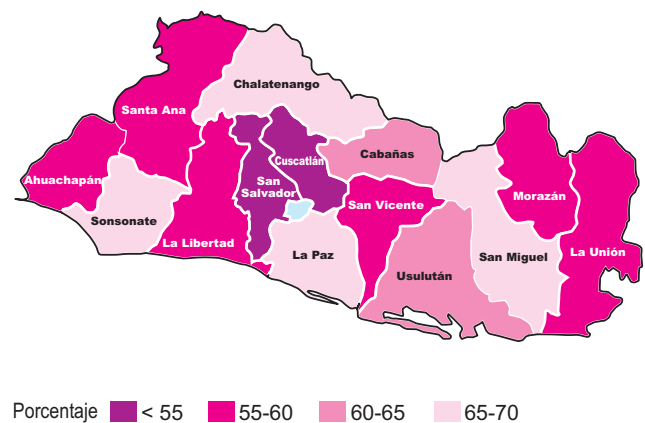 Chalatenango
Santa Ana
Cuscatlán
Cabañas
Ahuachapán
San
Salvador
Morazán
San Vicente
Sonsonate
La Libertad
La Paz
San Miguel
La Unión
Usulután
Porcentaje < 55 55-60 60-65 65-70